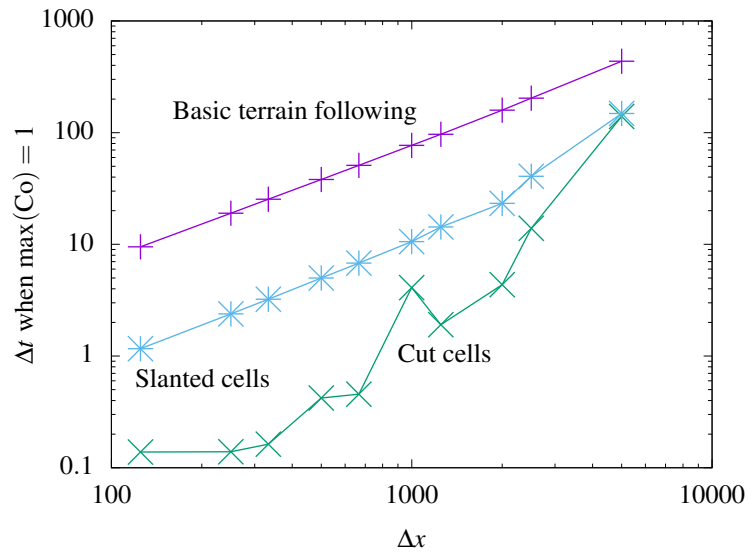 1000
100
10
1
0.1
Δt when max(Co) = 1
Basic terrain following
Slanted cells
Cut cells
100
1000
10000
Δx